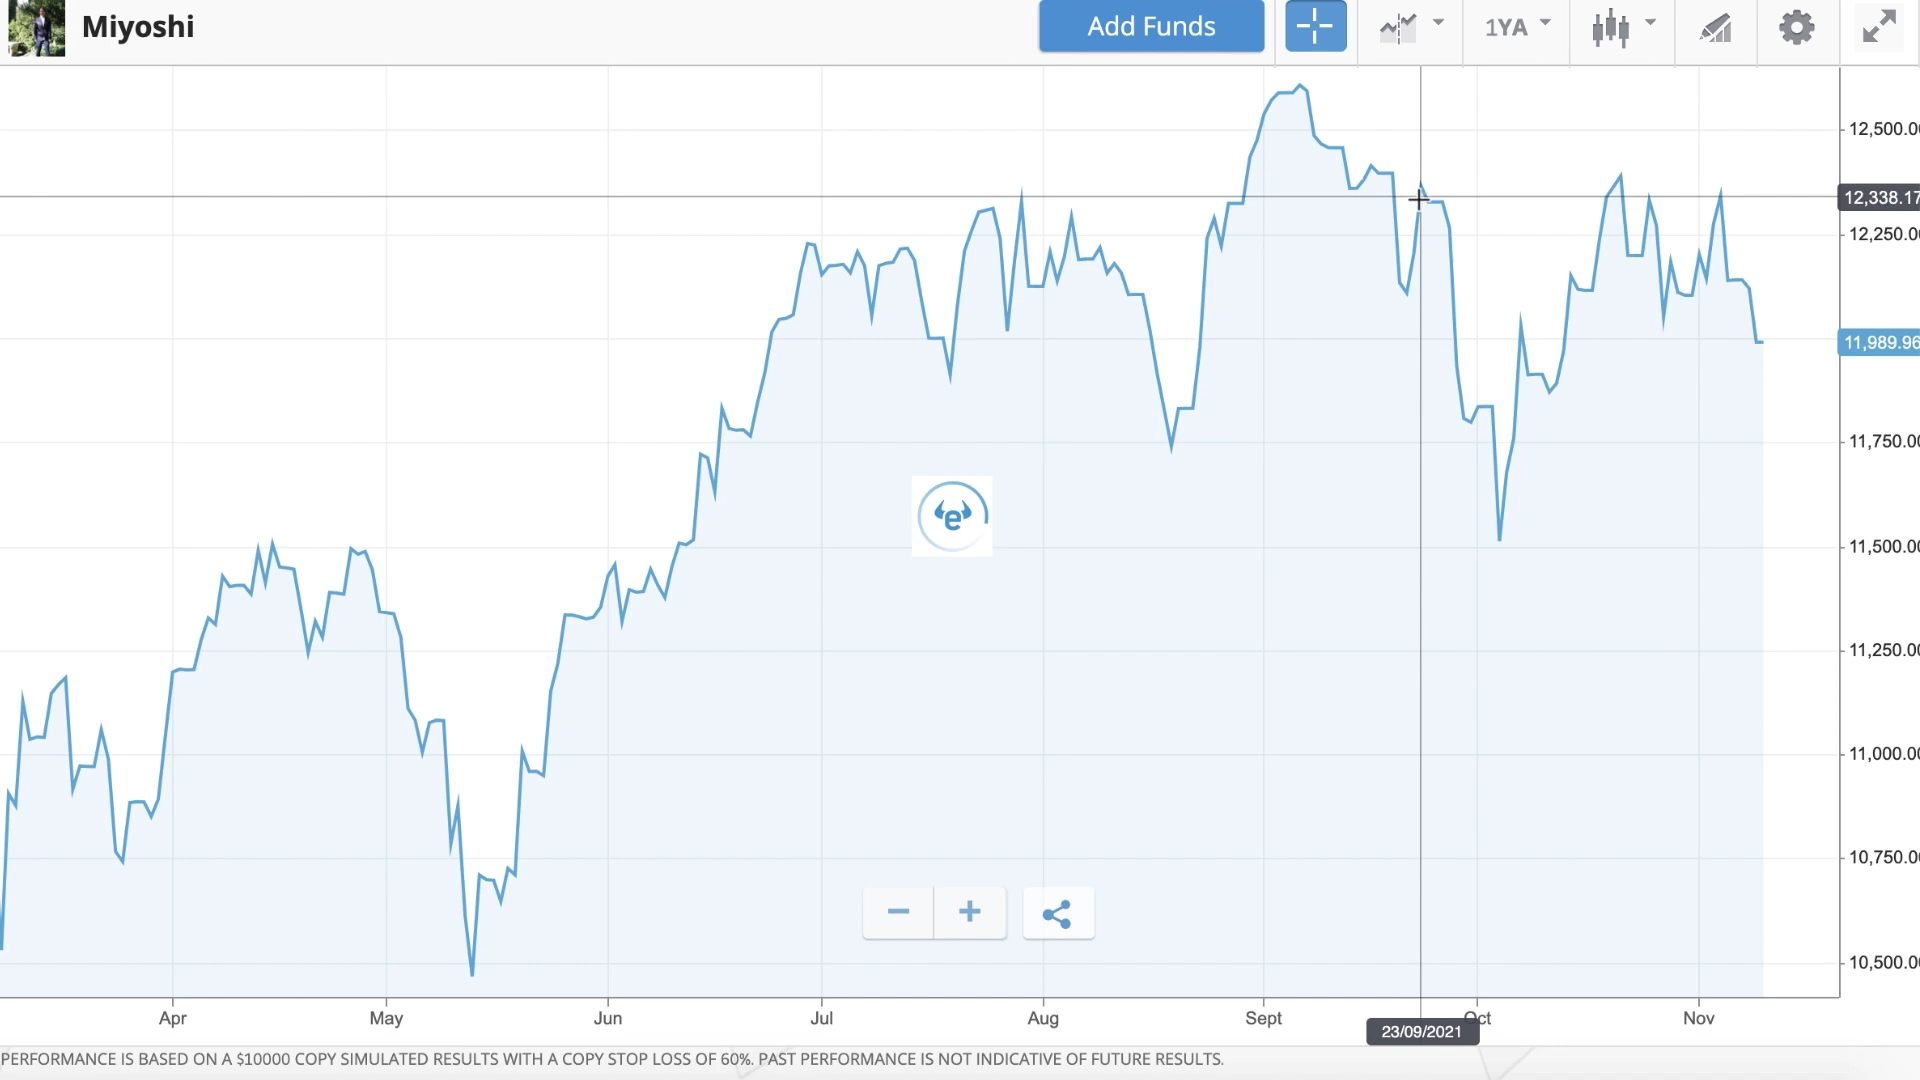 Miyoshi
Add Funds
1YA
12,500.0
12,338.17
12,250.0
11,989.96
11,750.0
11,500.0
11,250.0
11,000.0
10,750.0
10,500.0
e
Apr May Jun Jul Aug Sept Oct Nov
23/09/2021
PERFORMANCE IS BASED ON A $10000 COPY SIMULATED RESULTS WITH A COPY STOP LOSS OF 60%. PAST PERFORMANCE IS NOT INDICATIVE OF FUTURE RESULTS.